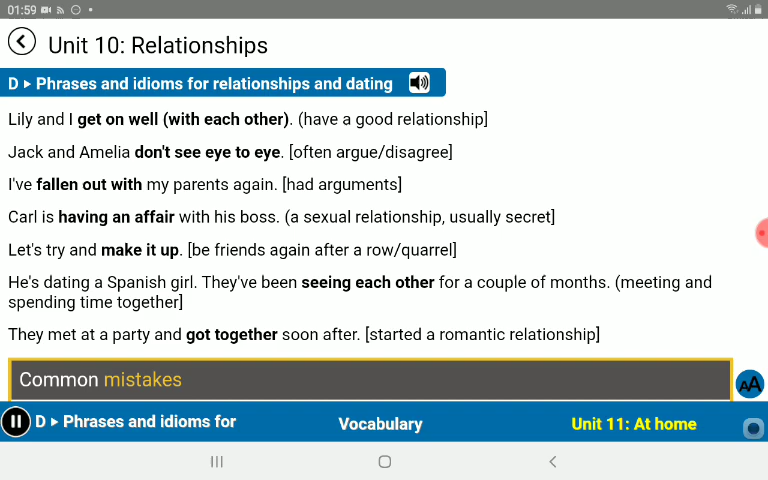 01:59
Unit 10: Relationships
D ▸ Phrases and idioms for relationships and dating
Lily and I get on well (with each other). (have a good relationship]
Jack and Amelia don't see eye to eye. [often argue/disagree]
I've fallen out with my parents again. [had arguments]
Carl is having an affair with his boss. (a sexual relationship, usually secret]
Let's try and make it up. [be friends again after a row/quarrel]
He's dating a Spanish girl. They've been seeing each other for a couple of months. (meeting and
spending time together]
They met at a party and got together soon after. [started a romantic relationship]
Common mistakes
AA
D ▸ Phrases and idioms for
Vocabulary
Unit 11: At home